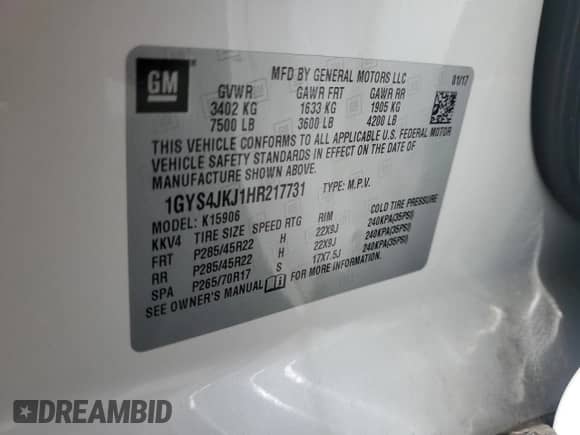 GM
MFD BY GENERAL MOTORS LLC 01/17
GVWR GAWR FRT GAWR RR
3402 KG 1633 KG 1905 KG
7500 LB 3600 LB 4200 LB
THIS VEHICLE CONFORMS TO ALL APPLICABLE U.S. FEDERAL MOTOR
VEHICLE SAFETY STANDARDS IN EFFECT ON THE DATE OF
MANUFACTURE SHOWN ABOVE.
1GYS4JKJ1HR217731 TYPE: M.P.V.
MODEL: K15906
KKV4 TIRE SIZE SPEED RTG RIM COLD TIRE PRESSURE
FRT P285/45R22 H 22X9J 240KPA(35PSI)
RR P285/45R22 H 22X9J 240KPA(35PSI)
SPA P265/70R17 S 17X7.5J 240KPA(35PSI)
SEE OWNER'S MANUAL FOR MORE INFORMATION.
DREAMBID